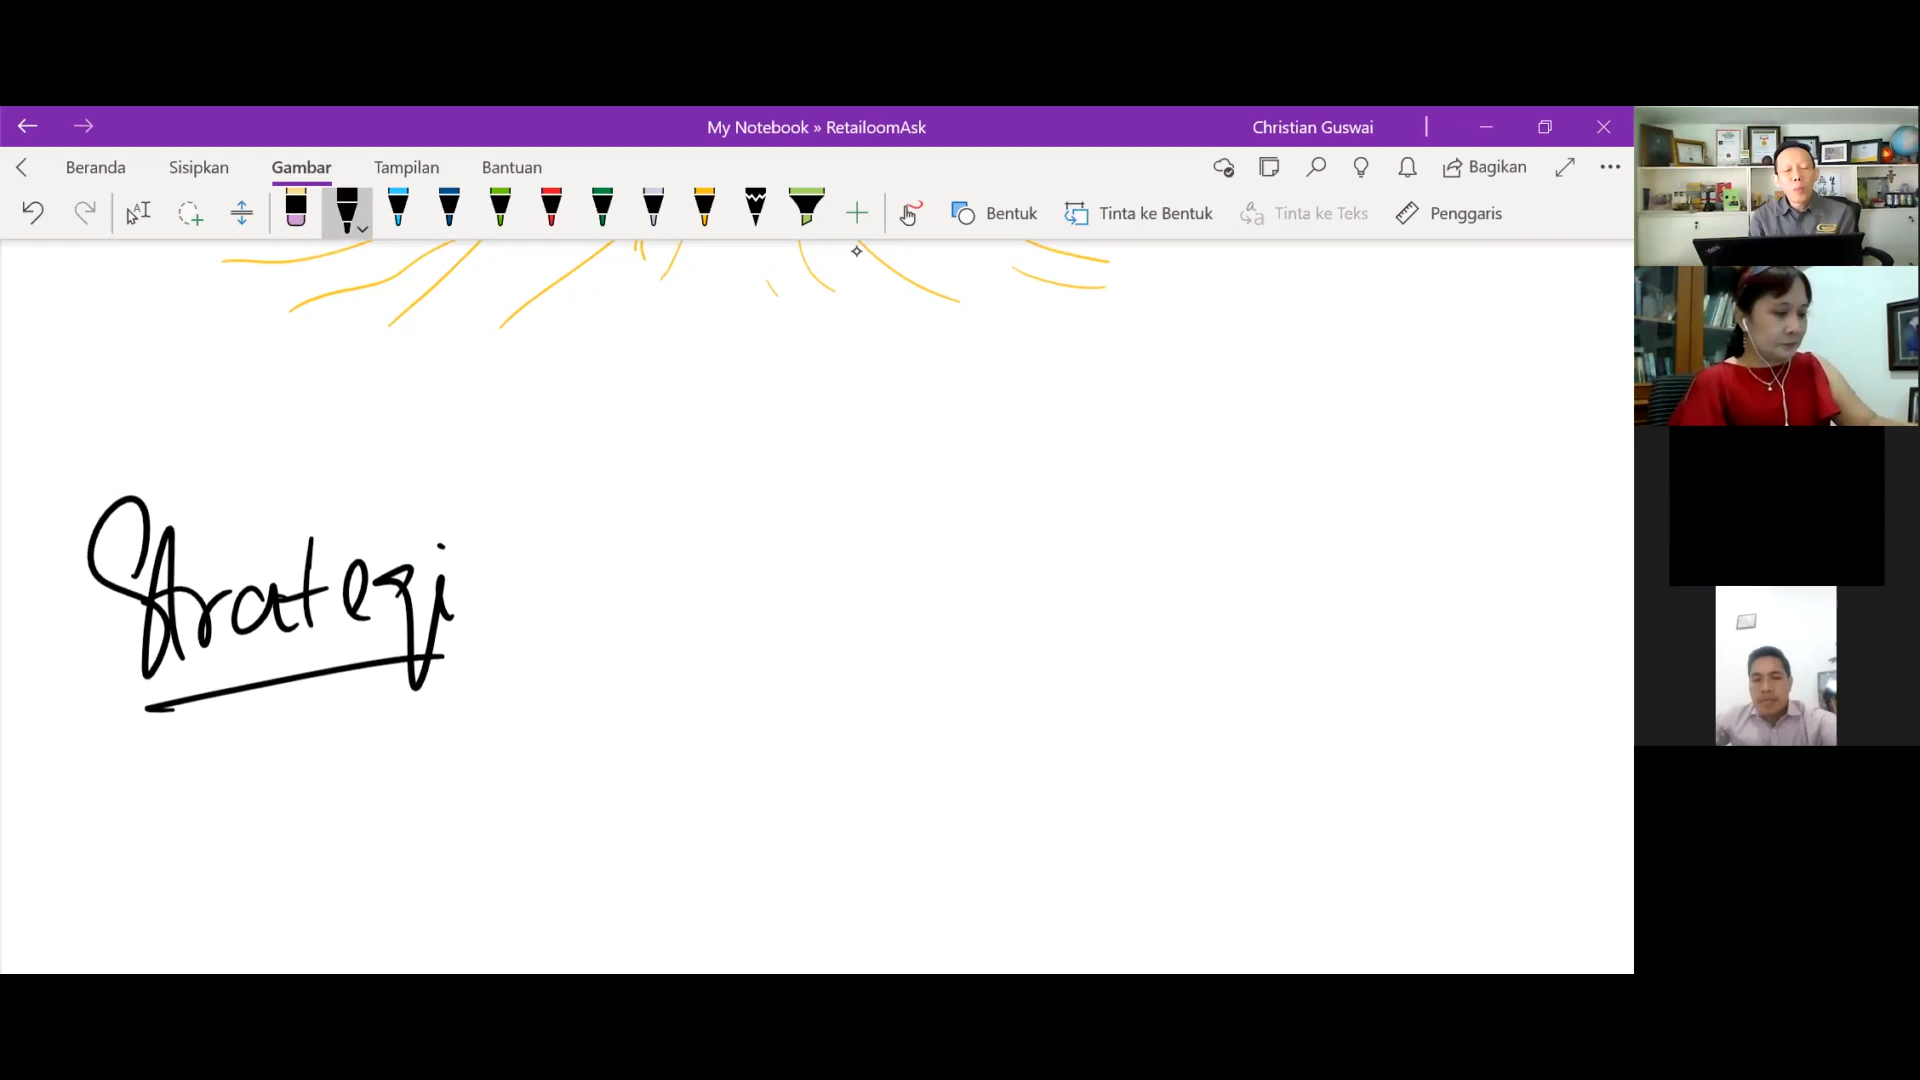 My Notebook » RetailoomAsk
Christian Guswai
Beranda
Sisipkan
Gambar
Tampilan
Bantuan
Bagikan
Bentuk
Tinta ke Bentuk
Tinta ke Teks
Penggaris
Strategi